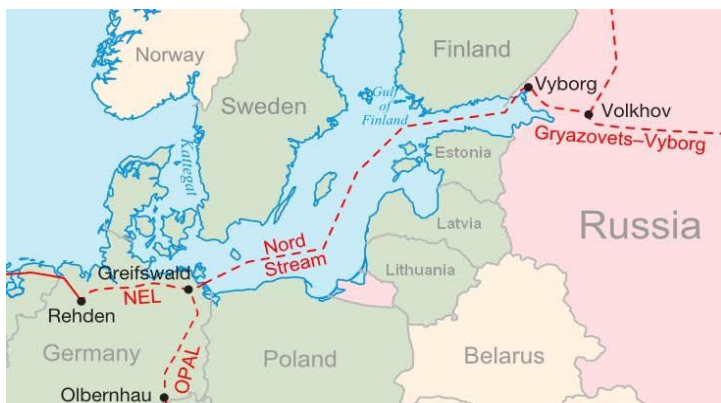 Norway
Finland
Sweden
Gulf
of
Finland
Vyborg
Volkhov
Gryazovets–Vyborg
Kattegat
Estonia
Russia
Latvia
Nord
Stream
Lithuania
Greifswald
NEL
Rehden
Germany
OPAL
Poland
Belarus
Olbernhau